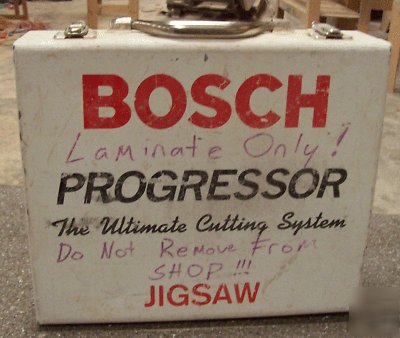 BOSCH
Laminate Only!
PROGRESSOR
The Ultimate Cutting System
Do Not Remove From
SHOP!!!
JIGSAW